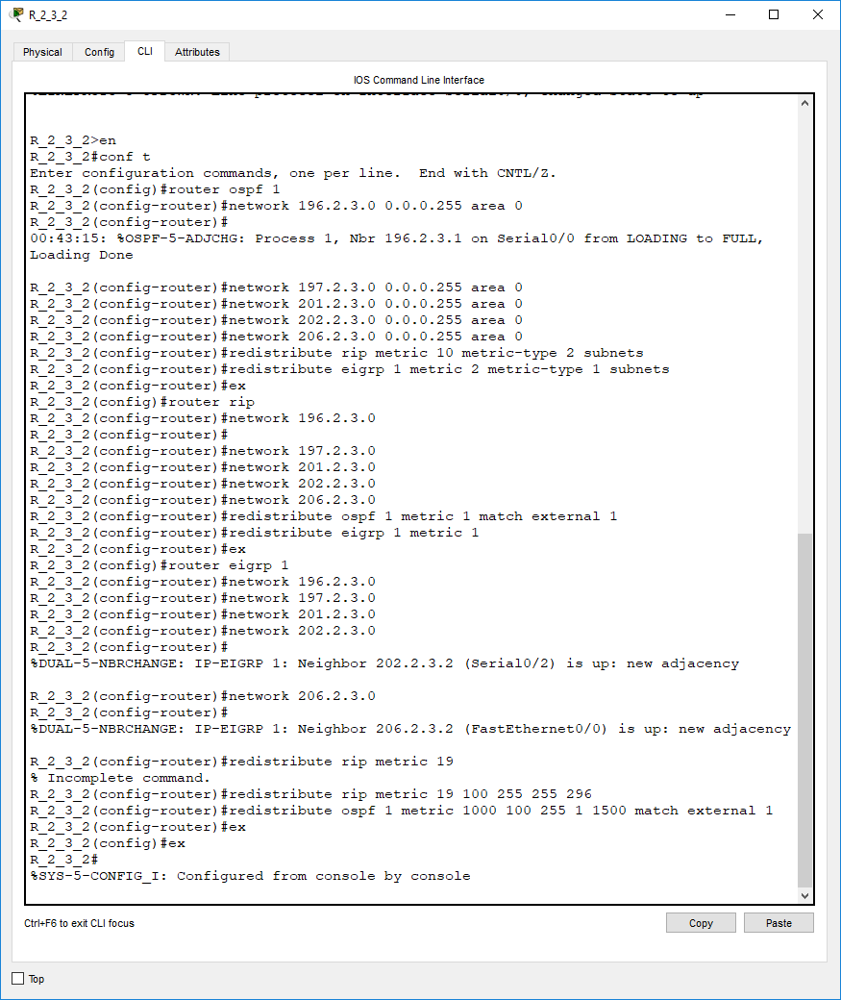 R_2_3_2
Physical Config CLI Attributes
IOS Command Line Interface
R_2_3_2>en
R_2_3_2#conf t
Enter configuration commands, one per line.  End with CNTL/Z.
R_2_3_2(config)#router ospf 1
R_2_3_2(config-router)#network 196.2.3.0 0.0.0.255 area 0
R_2_3_2(config-router)#
00:43:15: %OSPF-5-ADJCHG: Process 1, Nbr 196.2.3.1 on Serial0/0 from LOADING to FULL,
Loading Done
R_2_3_2(config-router)#network 197.2.3.0 0.0.0.255 area 0
R_2_3_2(config-router)#network 201.2.3.0 0.0.0.255 area 0
R_2_3_2(config-router)#network 202.2.3.0 0.0.0.255 area 0
R_2_3_2(config-router)#network 206.2.3.0 0.0.0.255 area 0
R_2_3_2(config-router)#redistribute rip metric 10 metric-type 2 subnets
R_2_3_2(config-router)#redistribute eigrp 1 metric 2 metric-type 1 subnets
R_2_3_2(config-router)#ex
R_2_3_2(config)#router rip
R_2_3_2(config-router)#network 196.2.3.0
R_2_3_2(config-router)#
R_2_3_2(config-router)#network 197.2.3.0
R_2_3_2(config-router)#network 201.2.3.0
R_2_3_2(config-router)#network 202.2.3.0
R_2_3_2(config-router)#network 206.2.3.0
R_2_3_2(config-router)#redistribute ospf 1 metric 1 match external 1
R_2_3_2(config-router)#redistribute eigrp 1 metric 1
R_2_3_2(config-router)#ex
R_2_3_2(config)#router eigrp 1
R_2_3_2(config-router)#network 196.2.3.0
R_2_3_2(config-router)#network 197.2.3.0
R_2_3_2(config-router)#network 201.2.3.0
R_2_3_2(config-router)#network 202.2.3.0
R_2_3_2(config-router)#
%DUAL-5-NBRCHANGE: IP-EIGRP 1: Neighbor 202.2.3.2 (Serial0/2) is up: new adjacency
R_2_3_2(config-router)#network 206.2.3.0
R_2_3_2(config-router)#
%DUAL-5-NBRCHANGE: IP-EIGRP 1: Neighbor 206.2.3.2 (FastEthernet0/0) is up: new adjacency
R_2_3_2(config-router)#redistribute rip metric 19
% Incomplete command.
R_2_3_2(config-router)#redistribute rip metric 19 100 255 255 296
R_2_3_2(config-router)#redistribute ospf 1 metric 1000 100 255 1 1500 match external 1
R_2_3_2(config-router)#ex
R_2_3_2(config)#ex
R_2_3_2#
%SYS-5-CONFIG_I: Configured from console by console
Ctrl+F6 to exit CLI focus
Copy Paste
Top